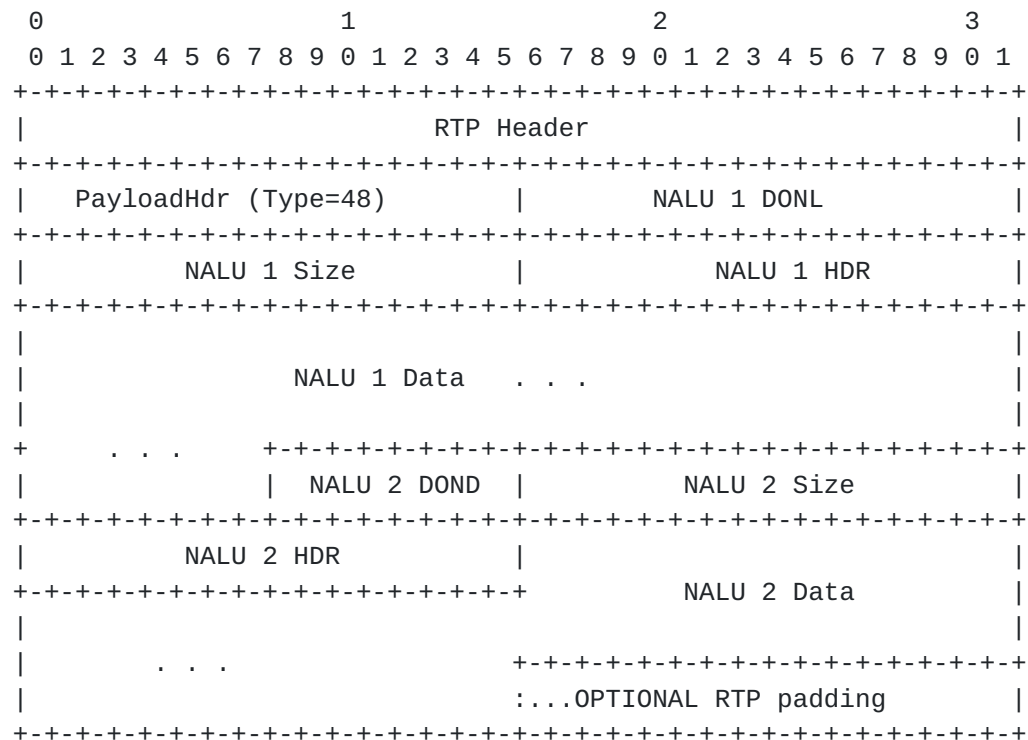 0                   1                   2                   3
 0 1 2 3 4 5 6 7 8 9 0 1 2 3 4 5 6 7 8 9 0 1 2 3 4 5 6 7 8 9 0 1
+-+-+-+-+-+-+-+-+-+-+-+-+-+-+-+-+-+-+-+-+-+-+-+-+-+-+-+-+-+-+-+-+
|                          RTP Header                           |
+-+-+-+-+-+-+-+-+-+-+-+-+-+-+-+-+-+-+-+-+-+-+-+-+-+-+-+-+-+-+-+-+
|   PayloadHdr (Type=48)        |        NALU 1 DONL            |
+-+-+-+-+-+-+-+-+-+-+-+-+-+-+-+-+-+-+-+-+-+-+-+-+-+-+-+-+-+-+-+-+
|          NALU 1 Size          |            NALU 1 HDR         |
+-+-+-+-+-+-+-+-+-+-+-+-+-+-+-+-+-+-+-+-+-+-+-+-+-+-+-+-+-+-+-+-+
|                                                               |
|                 NALU 1 Data   . . .                           |
|                                                               |
+     . . .     +-+-+-+-+-+-+-+-+-+-+-+-+-+-+-+-+-+-+-+-+-+-+-+-+
|               |  NALU 2 DOND  |          NALU 2 Size          |
+-+-+-+-+-+-+-+-+-+-+-+-+-+-+-+-+-+-+-+-+-+-+-+-+-+-+-+-+-+-+-+-+
|          NALU 2 HDR           |                               |
+-+-+-+-+-+-+-+-+-+-+-+-+-+-+-+-+          NALU 2 Data          |
|                                                               |
|        . . .                  +-+-+-+-+-+-+-+-+-+-+-+-+-+-+-+-+
|                               :...OPTIONAL RTP padding        |
+-+-+-+-+-+-+-+-+-+-+-+-+-+-+-+-+-+-+-+-+-+-+-+-+-+-+-+-+-+-+-+-+